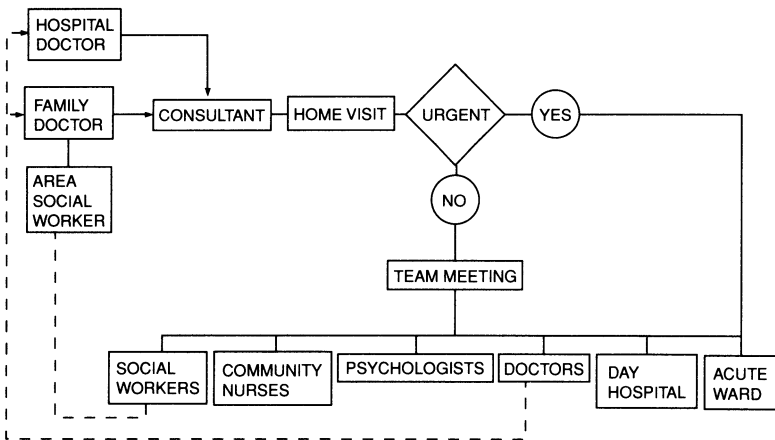 HOSPITAL
DOCTOR
FAMILY
DOCTOR
CONSULTANT
HOME VISIT
URGENT
YES
AREA
SOCIAL
WORKER
NO
TEAM MEETING
SOCIAL
WORKERS
COMMUNITY
NURSES
PSYCHOLOGISTS
DOCTORS
DAY
HOSPITAL
ACUTE
WARD